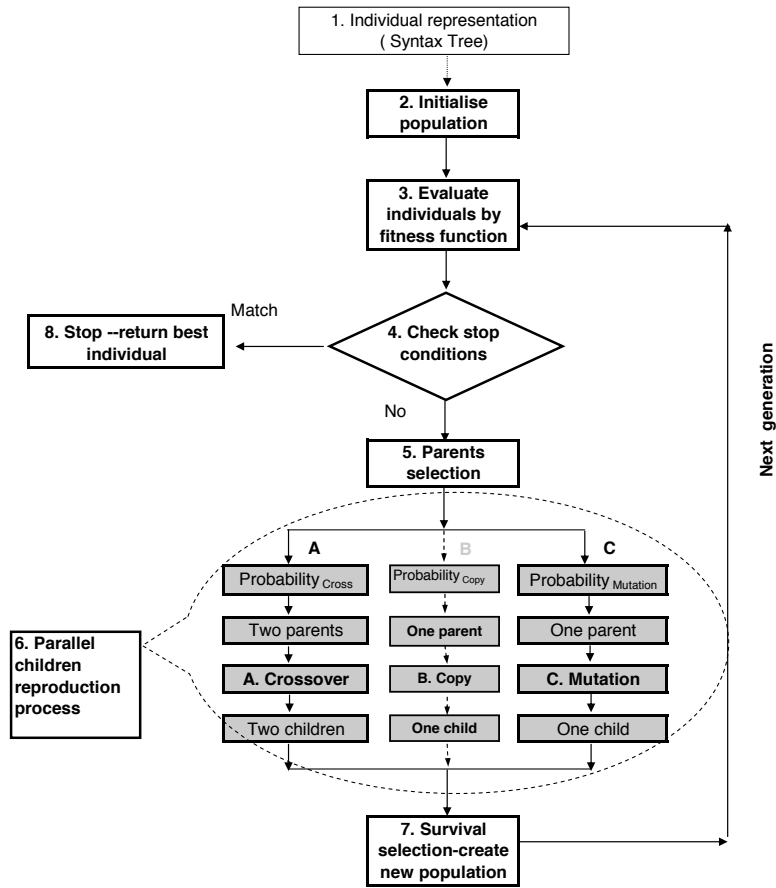 1. Individual representation
( Syntax Tree)
2. Initialise
population
3. Evaluate
individuals by
fitness function
Match
8. Stop --return best
individual
4. Check stop
conditions
No
5. Parents
selection
Next generation
A
B
C
Probability Cross
Probability Copy
Probability Mutation
Two parents
One parent
One parent
6. Parallel
children
reproduction
process
A. Crossover
B. Copy
C. Mutation
Two children
One child
One child
7. Survival
selection-create
new population